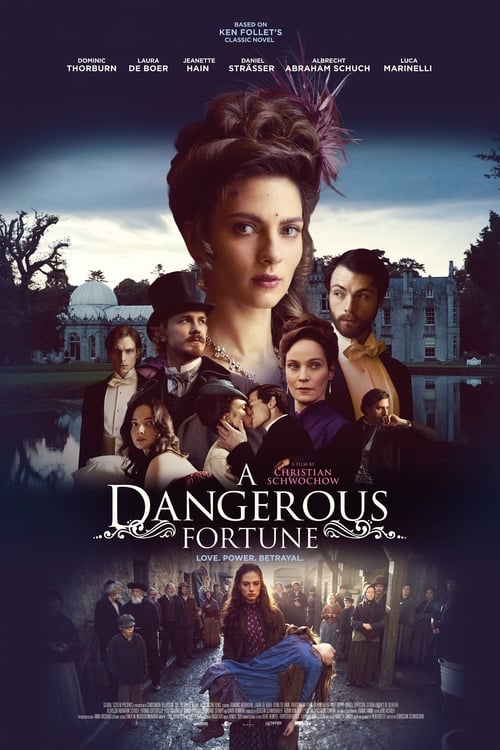 BASED ON
KEN FOLLET'S
CLASSIC NOVEL
DOMINIC THORBURN
LAURA DE BOER
JEANETTE HAIN
DANIEL STRÄSSER
ALBRECHT ABRAHAM SCHUCH
LUCA MARINELLI
A FILM BY
CHRISTIAN
SCHWOCHOW
A
DANGEROUS
FORTUNE
LOVE. POWER. BETRAYAL.